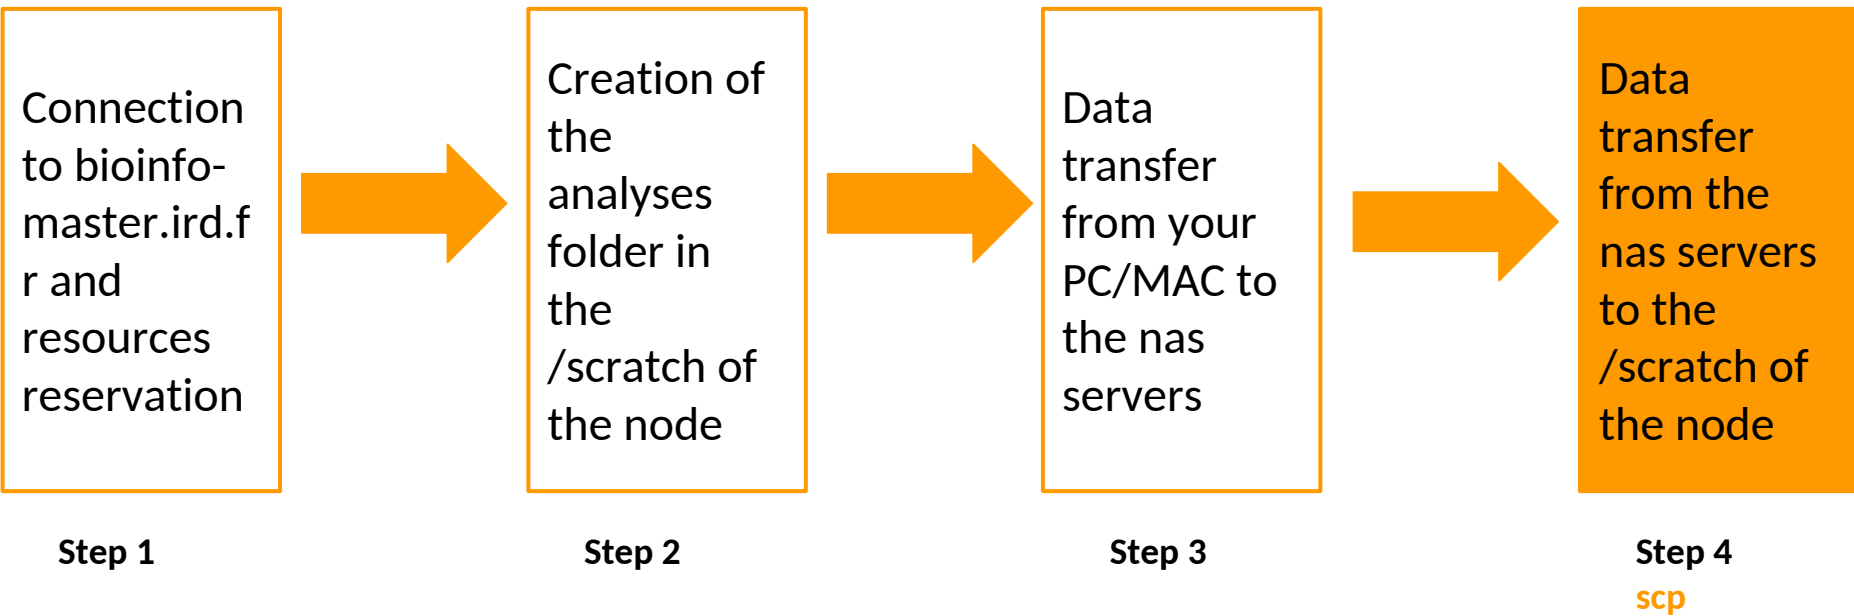 Connection
to bioinfo-
master.ird.f
r and
resources
reservation
Creation of
the
analyses
folder in
the
/scratch of
the node
Data
transfer
from your
PC/MAC to
the nas
servers
Data
transfer
from the
nas servers
to the
/scratch of
the node
Step 1
Step 2
Step 3
Step 4
scp